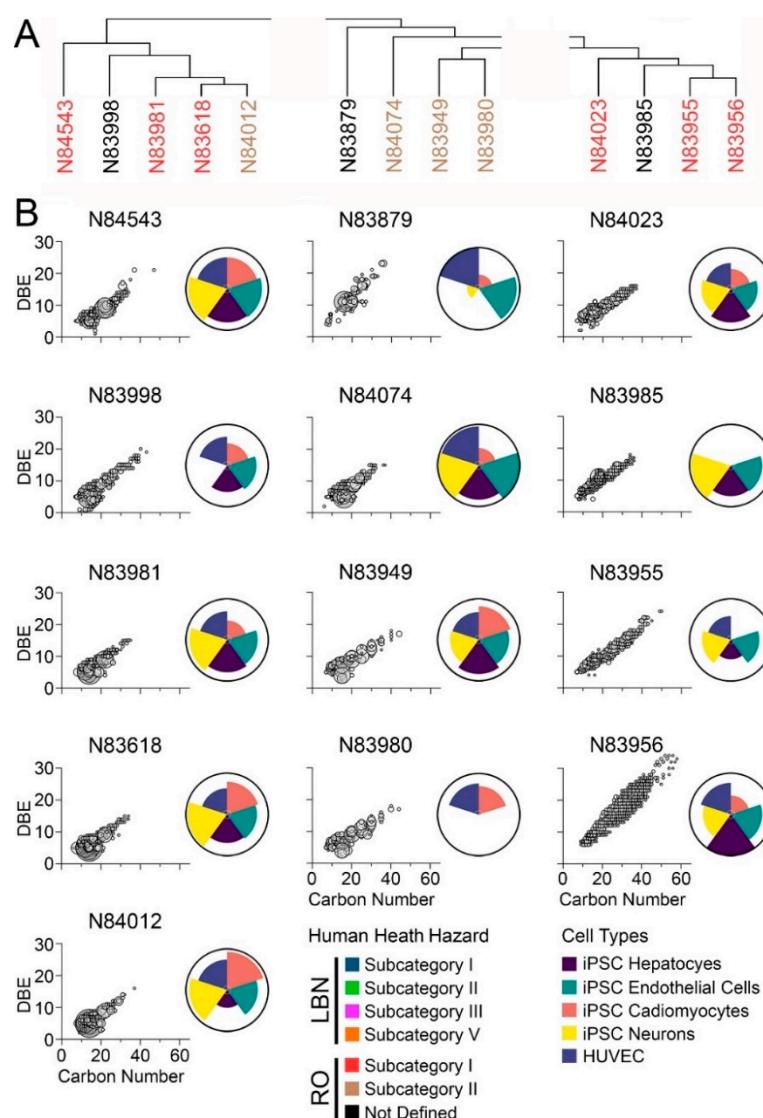 A
N84543 N83998 N83981 N83618 N84012 N83879 N84074 N83949 N83980 N84023 N83985 N83955 N83956
B
N84543 N83879 N84023
DBE 30 20 10 0
N83998 N84074 N83985
DBE 30 20 10 0
N83981 N83949 N83955
DBE 30 20 10 0
N83618 N83980 N83956
DBE 30 20 10 0
0 20 40 60 0 20 40 60
Carbon Number Carbon Number
N84012
DBE 30 20 10 0
0 20 40 60
Carbon Number
Human Heath Hazard
LBN
Subcategory I
Subcategory II
Subcategory III
Subcategory V
RO
Subcategory I
Subcategory II
Not Defined
Cell Types
iPSC Hepatocyes
iPSC Endothelial Cells
iPSC Cadiomyocytes
iPSC Neurons
HUVEC